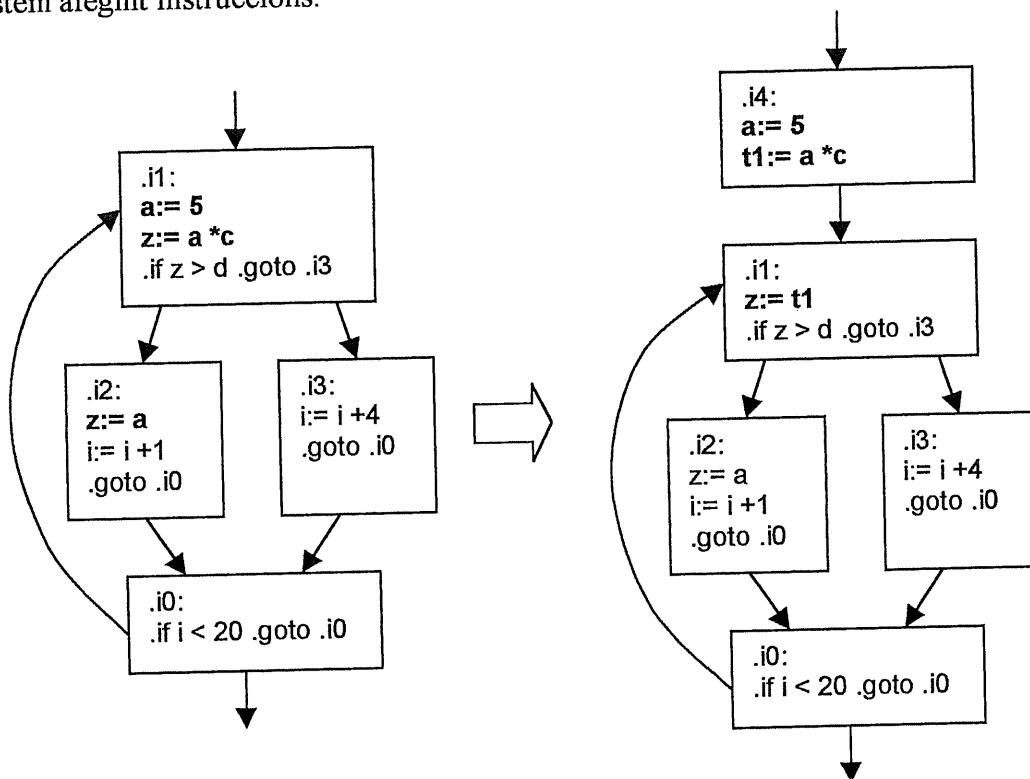 afegint instruccions.
.i1:
a:= 5
z:= a *c
.if z > d .goto .i3
.i2:
z:= a
i:= i +1
.goto .i0
.i3:
i:= i +4
.goto .i0
.i0:
.if i < 20 .goto .i0
.i4:
a:= 5
t1:= a *c
.i1:
z:= t1
.if z > d .goto .i3
.i2:
z:= a
i:= i +1
.goto .i0
.i3:
i:= i +4
.goto .i0
.i0:
.if i < 20 .goto .i0